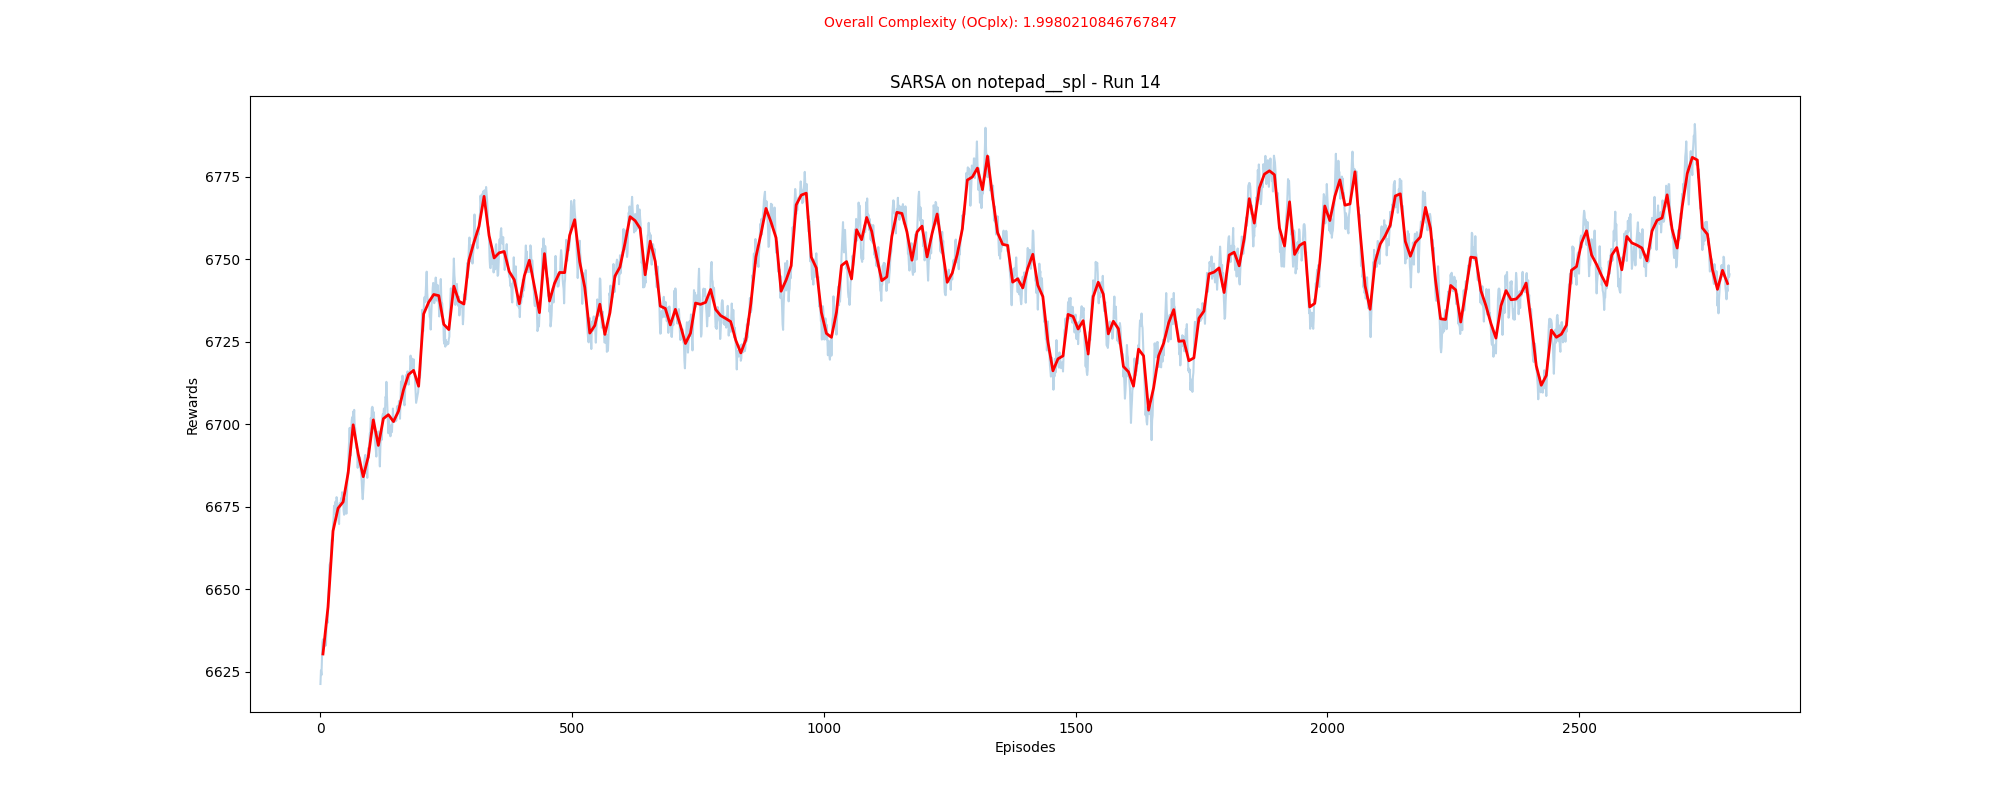 Overall Complexity (OCplx): 1.9980210846767847
SARSA on notepad__spl - Run 14
6775
6750
6725
6700
6675
6650
6625
Rewards
0 500 1000 1500 2000 2500
Episodes